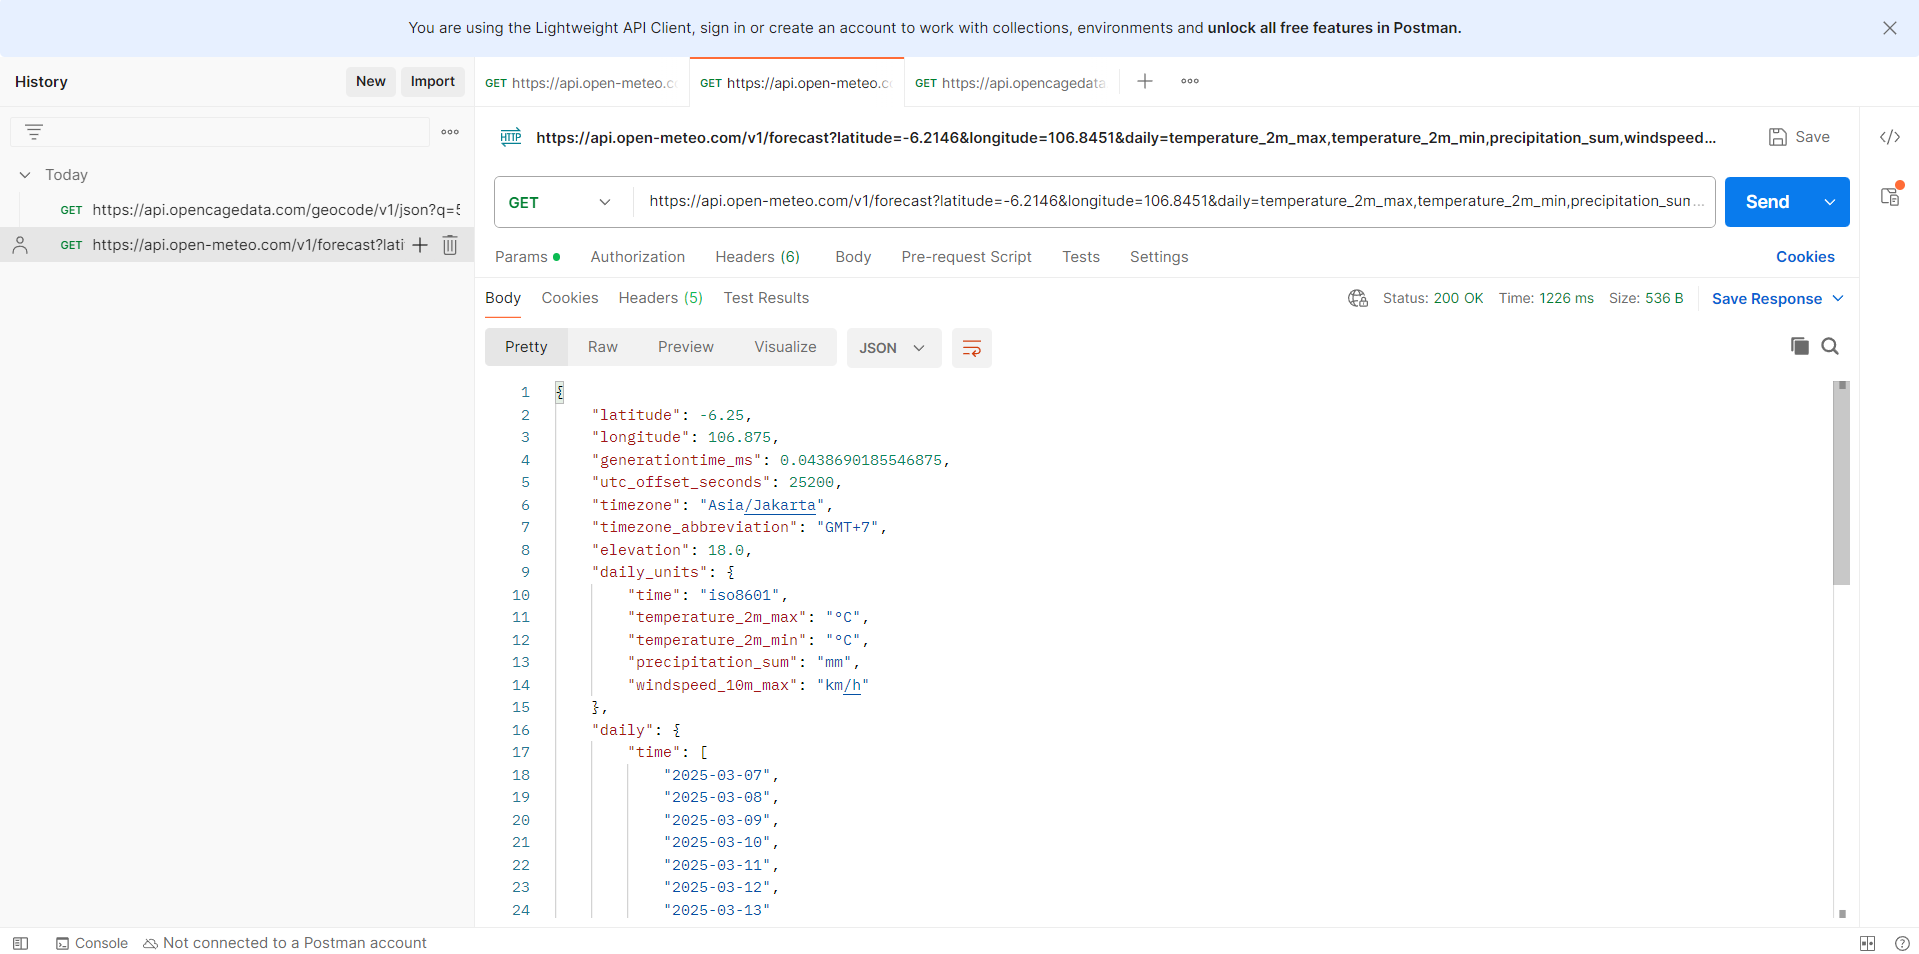 You are using the Lightweight API Client, sign in or create an account to work with collections, environments and unlock all free features in Postman.
History
New
Import
GET https://api.open-meteo.c
GET https://api.open-meteo.c
GET https://api.opencagedata
Today
GET https://api.opencagedata.com/geocode/v1/json?q=5
GET https://api.open-meteo.com/v1/forecast?lati
HTTP https://api.open-meteo.com/v1/forecast?latitude=-6.2146&longitude=106.8451&daily=temperature_2m_max,temperature_2m_min,precipitation_sum,windspeed...
Save
GET
https://api.open-meteo.com/v1/forecast?latitude=-6.2146&longitude=106.8451&daily=temperature_2m_max,temperature_2m_min,precipitation_sum...
Send
Params
Authorization
Headers (6)
Body
Pre-request Script
Tests
Settings
Cookies
Body
Cookies
Headers (5)
Test Results
Status: 200 OK
Time: 1226 ms
Size: 536 B
Save Response
Pretty
Raw
Preview
Visualize
JSON
1 {
2 "latitude": -6.25,
3 "longitude": 106.875,
4 "generationtime_ms": 0.0438690185546875,
5 "utc_offset_seconds": 25200,
6 "timezone": "Asia/Jakarta",
7 "timezone_abbreviation": "GMT+7",
8 "elevation": 18.0,
9 "daily_units": {
10 "time": "iso8601",
11 "temperature_2m_max": "°C",
12 "temperature_2m_min": "°C",
13 "precipitation_sum": "mm",
14 "windspeed_10m_max": "km/h"
15 },
16 "daily": {
17 "time": [
18 "2025-03-07",
19 "2025-03-08",
20 "2025-03-09",
21 "2025-03-10",
22 "2025-03-11",
23 "2025-03-12",
24 "2025-03-13"
Console
Not connected to a Postman account